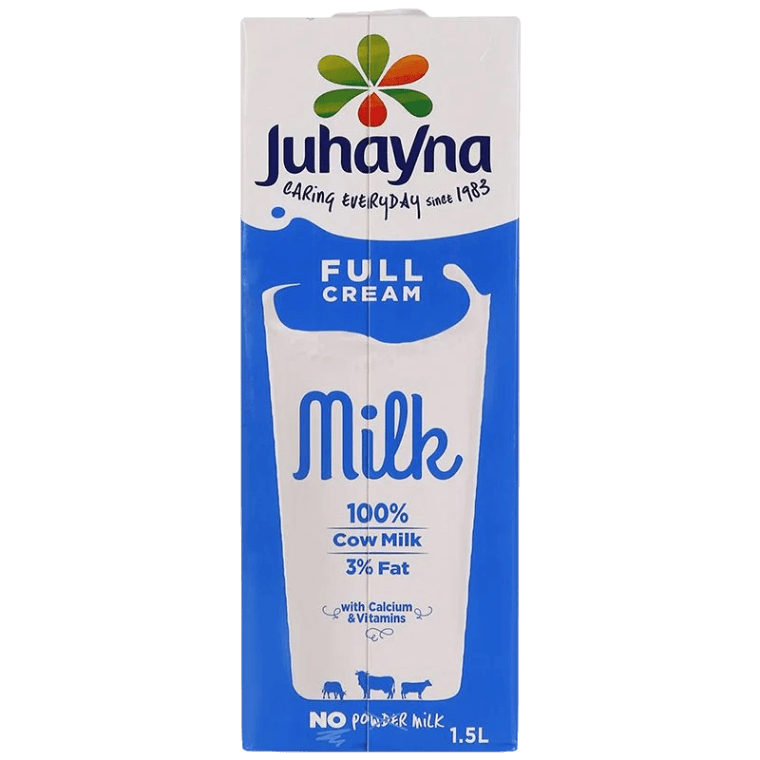 Juhayna
CARing EVERYDAY since 1983
FULL
CREAM
Milk
100%
Cow Milk
3% Fat
with Calcium
& Vitamins
NO POWDER MiLK
1.5L